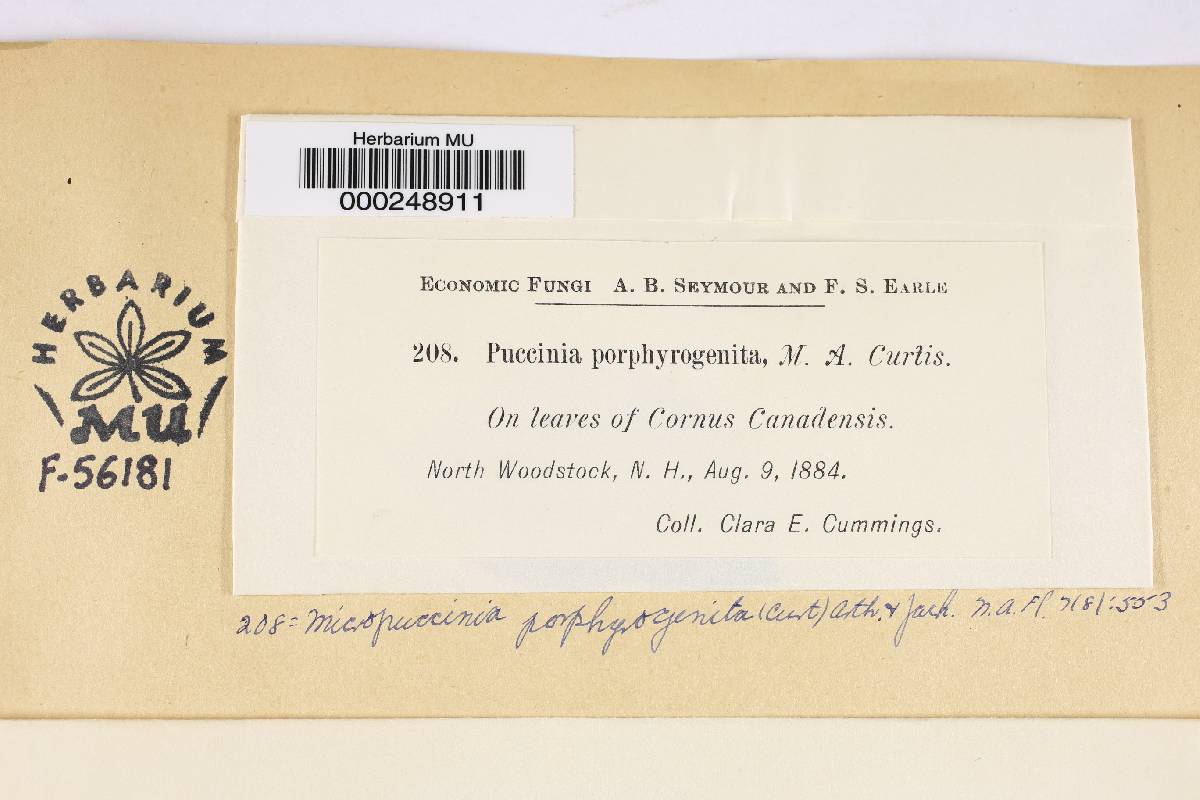 Herbarium MU
000248911
HERBARIUM
MU
F-56181
ECONOMIC FUNGI A. B. SEYMOUR AND F. S. EARLE
208. Puccinia porphyrogenita, M. A. Curtis.
On leaves of Cornus Canadensis.
North Woodstock, N. H., Aug. 9, 1884.
Coll. Clara E. Cummings.
208 = Micropuccinia porphyrogenita (Curt) Arth. & Jack. N. A. Fl. 7(8):553